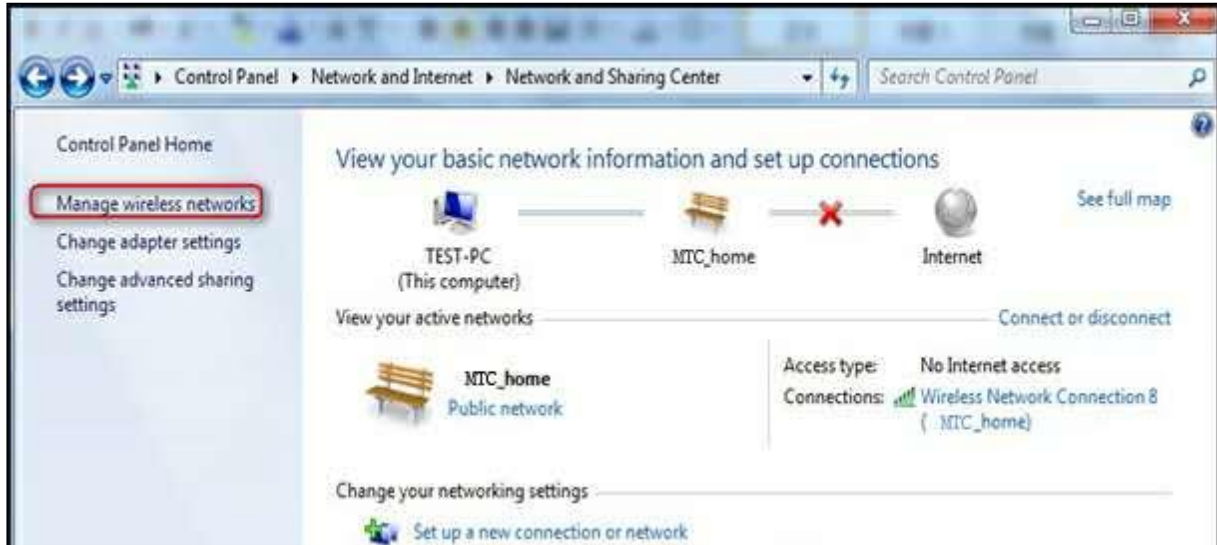 Control Panel Network and Internet Network and Sharing Center
Search Control Panel
Control Panel Home
Manage wireless networks
Change adapter settings
Change advanced sharing
settings
View your basic network information and set up connections
See full map
TEST-PC
(This computer)
MTC_home
Internet
View your active networks
Connect or disconnect
MTC_home
Public network
Access type: No Internet access
Connections: Wireless Network Connection 8
( MTC_home)
Change your networking settings
Set up a new connection or network